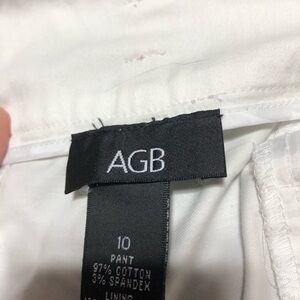 AGB
10
PANT
97% COTTON
3% SPANDEX
LINING